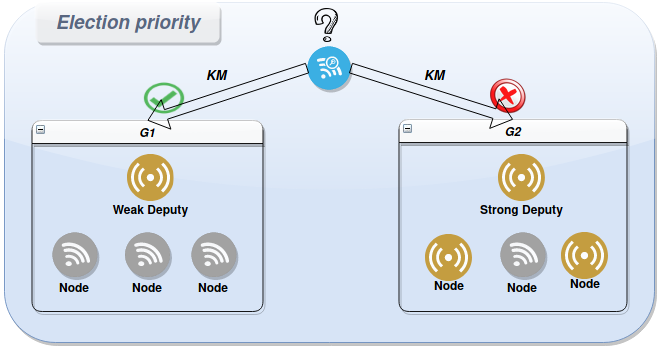 Election priority
?
KM
KM
G1
G2
Weak Deputy
Strong Deputy
Node
Node
Node
Node
Node
Node